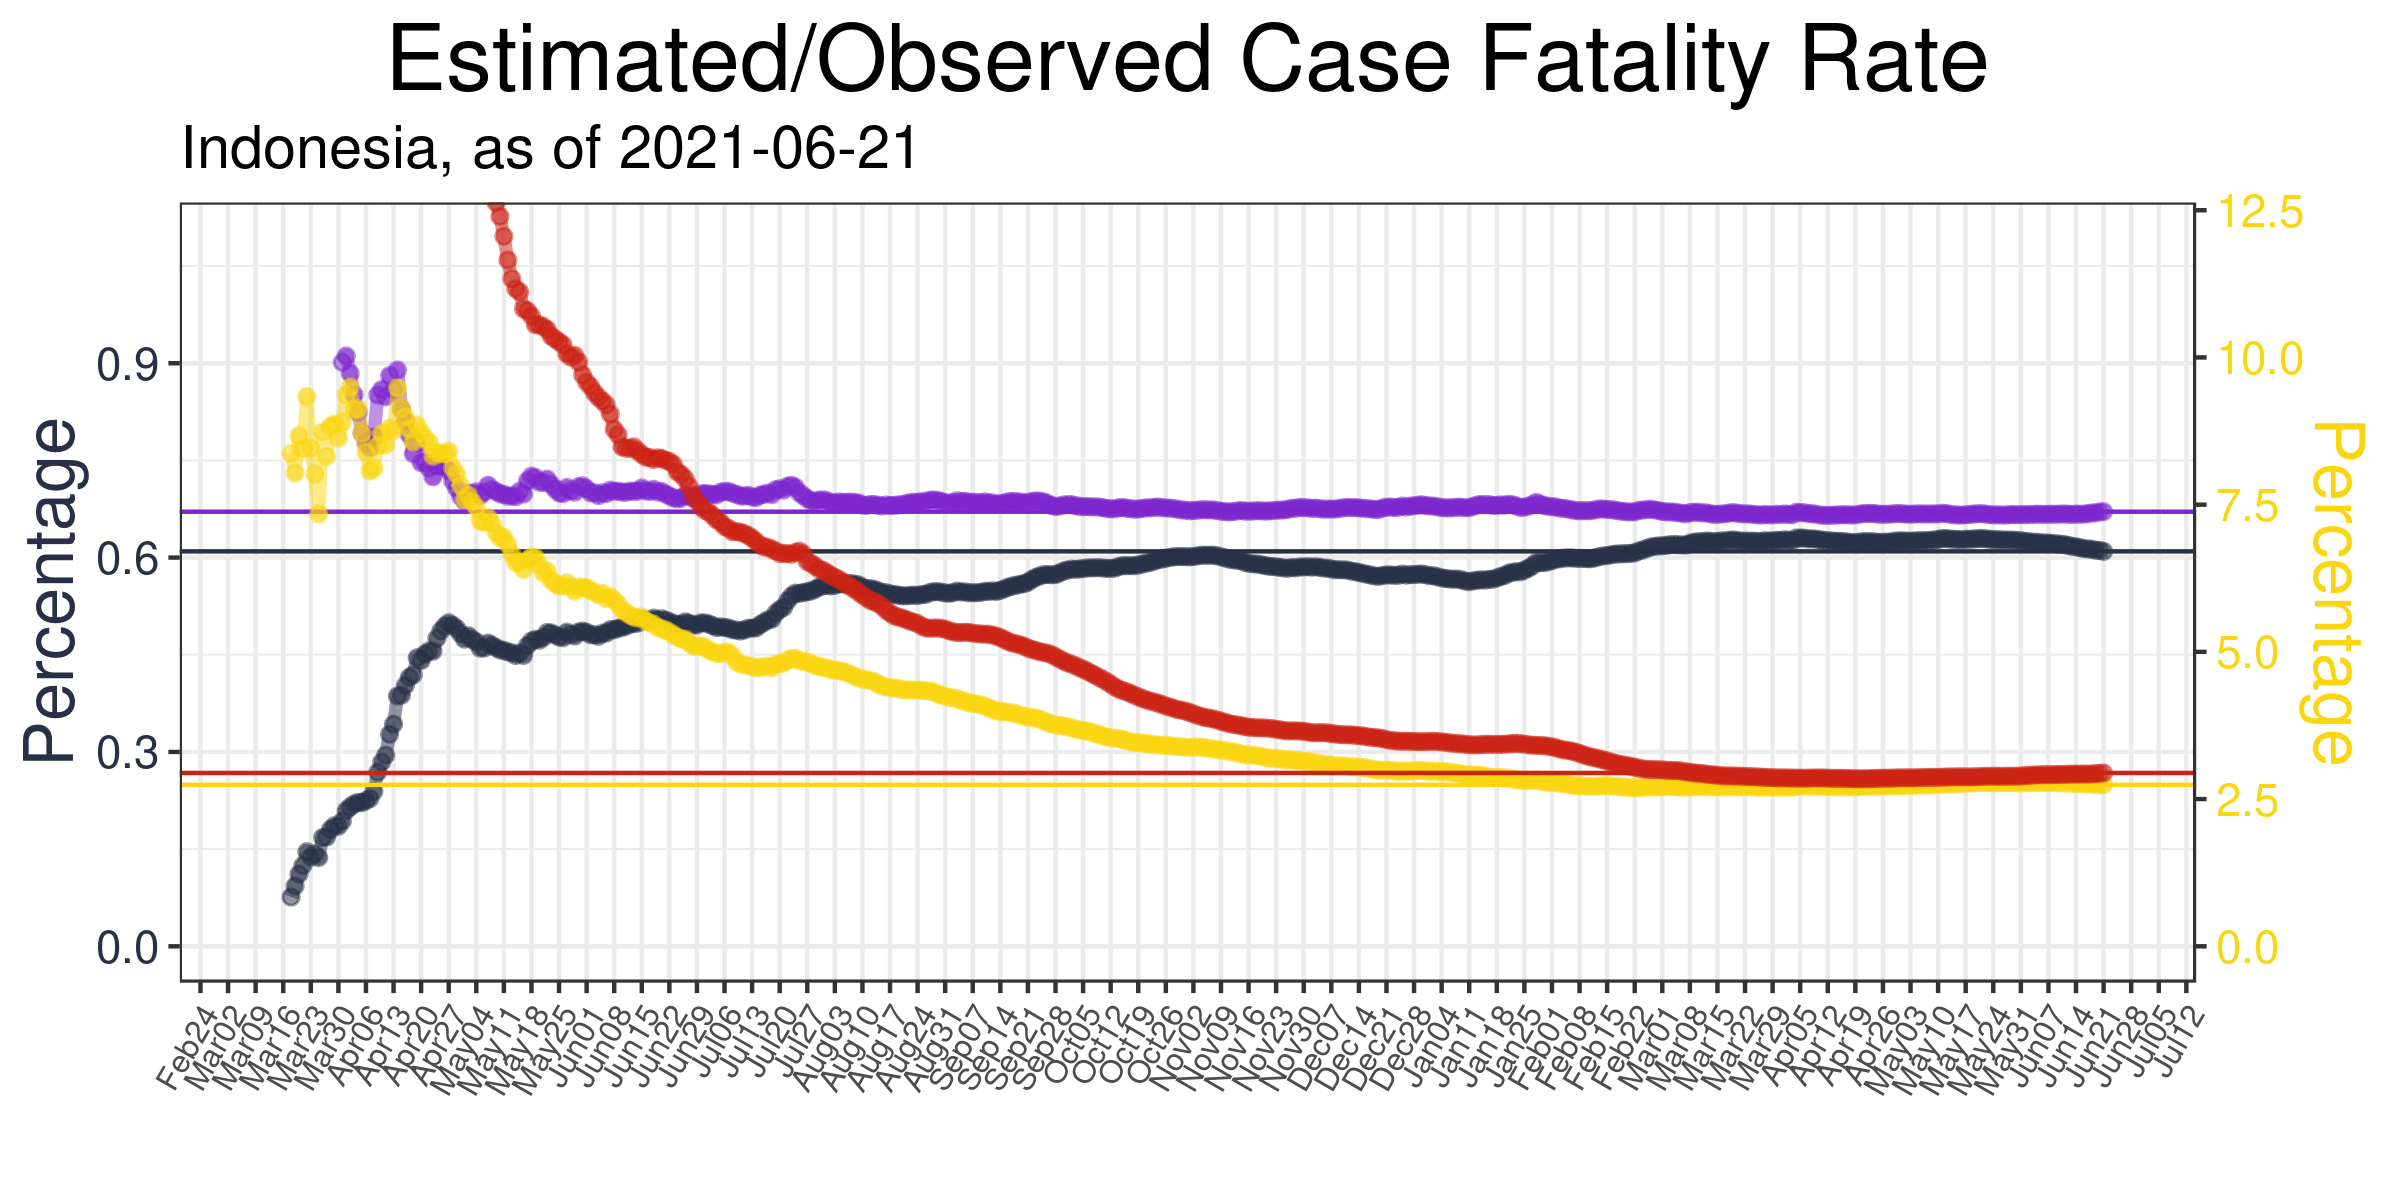 Estimated/Observed Case Fatality Rate
Indonesia, as of 2021-06-21
Percentage
0.9
0.6
0.3
0.0
12.5
10.0
7.5
5.0
2.5
0.0
Percentage
Feb24
Mar02
Mar09
Mar16
Mar23
Mar30
Apr06
Apr13
Apr20
Apr27
May04
May11
May18
May25
Jun01
Jun08
Jun15
Jun22
Jun29
Jul06
Jul13
Jul20
Jul27
Aug03
Aug10
Aug17
Aug24
Aug31
Sep07
Sep14
Sep21
Sep28
Oct05
Oct12
Oct19
Oct26
Nov02
Nov09
Nov16
Nov23
Nov30
Dec07
Dec14
Dec21
Dec28
Jan04
Jan11
Jan18
Jan25
Feb01
Feb08
Feb15
Feb22
Mar01
Mar08
Mar15
Mar22
Mar29
Apr05
Apr12
Apr19
Apr26
May03
May10
May17
May24
May31
Jun07
Jun14
Jun21
Jun28
Jul05
Jul12